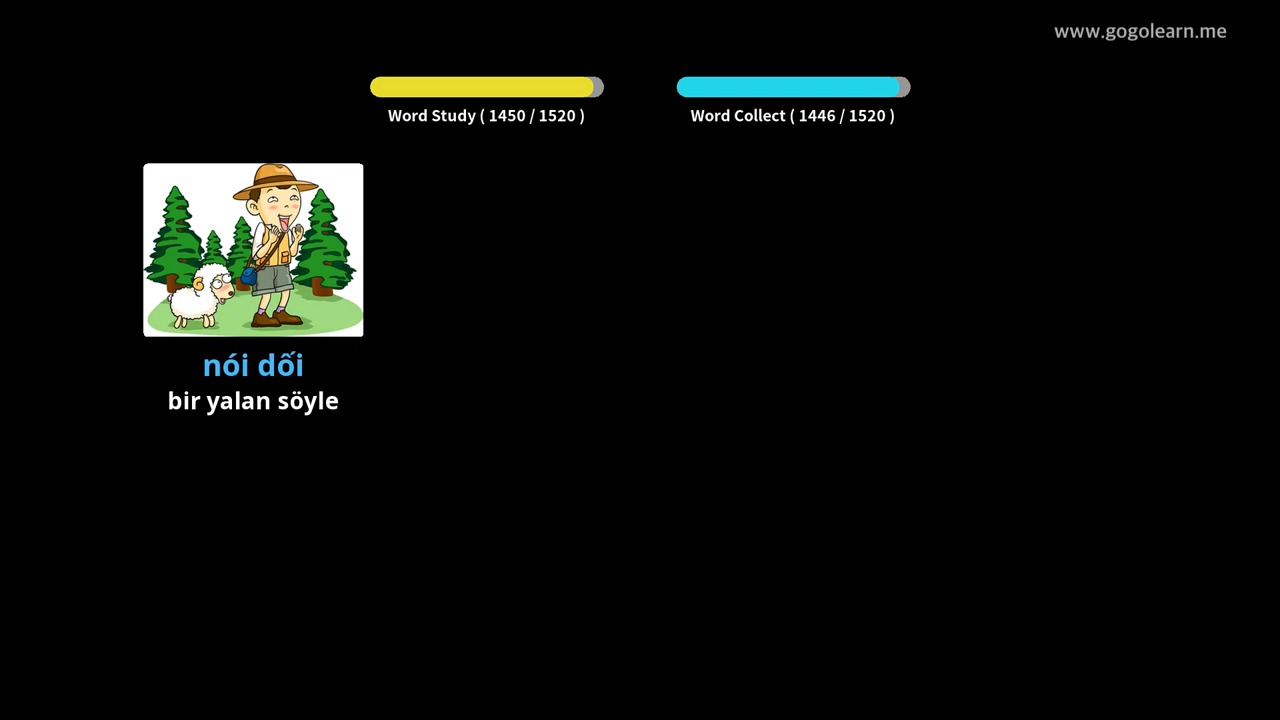 www.gogolearn.me
Word Study ( 1450 / 1520 )
Word Collect ( 1446 / 1520 )
nói dối
bir yalan söyle